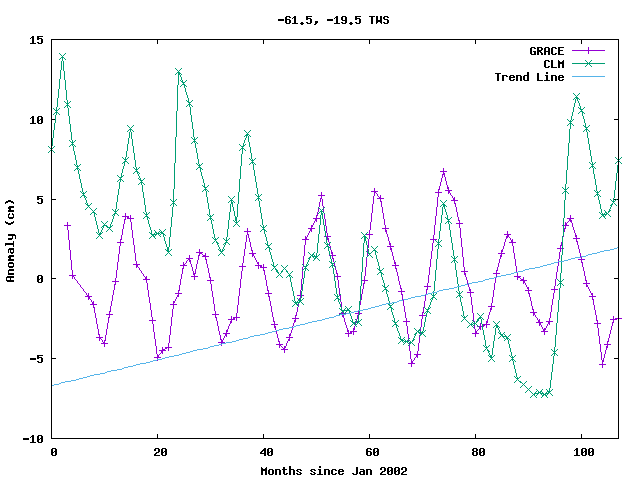 -61.5, -19.5 TWS
GRACE
CLM
Trend Line
15
10
5
0
-5
-10
Anomaly (cm)
0 20 40 60 80 100
Months since Jan 2002